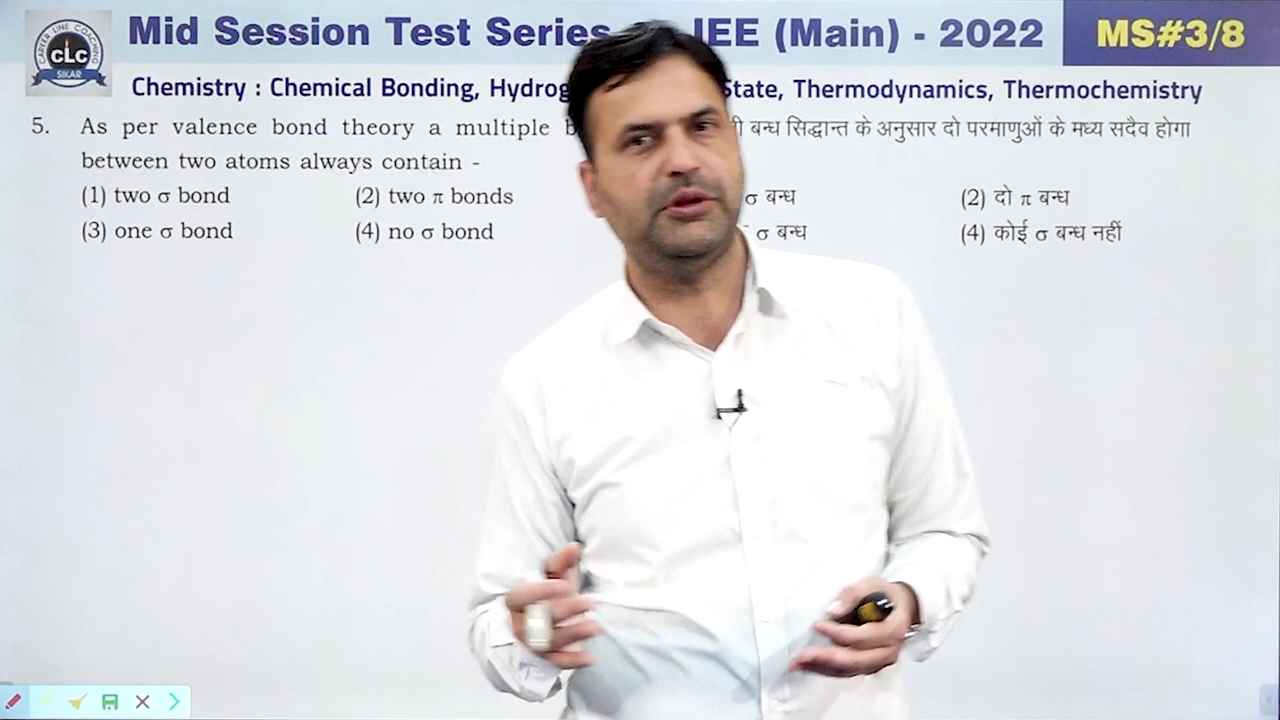 Mid Session Test Series JEE (Main) - 2022
MS#3/8
CAREER LINE COACHING
CLC
SIKAR
Chemistry : Chemical Bonding, State, Thermodynamics, Thermochemistry
5. As per valence bond theory a multiple
between two atoms always contain -
(1) two σ bond (2) two π bonds
(3) one σ bond (4) no σ bond
बन्ध सिद्धान्त के अनुसार दो परमाणुओं के मध्य सदैव होगा
σ बन्ध (2) दो π बन्ध
σ बन्ध (4) कोई σ बन्ध नहीं